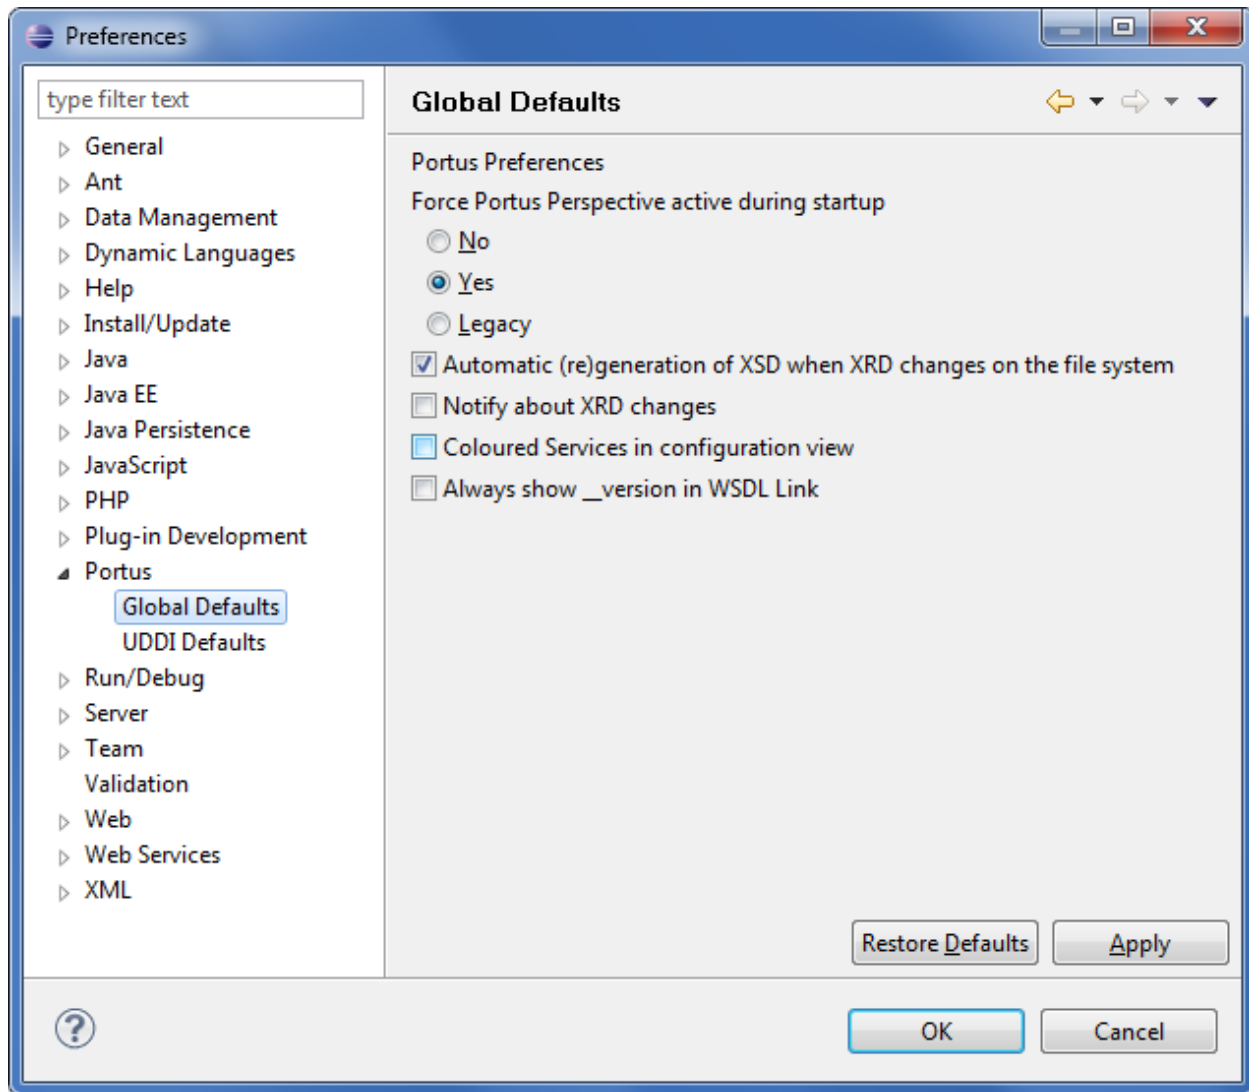 Preferences
type filter text
General
Ant
Data Management
Dynamic Languages
Help
Install/Update
Java
Java EE
Java Persistence
JavaScript
PHP
Plug-in Development
Portus
Global Defaults
UDDI Defaults
Run/Debug
Server
Team
Validation
Web
Web Services
XML
Global Defaults
Portus Preferences
Force Portus Perspective active during startup
No
Yes
Legacy
Automatic (re)generation of XSD when XRD changes on the file system
Notify about XRD changes
Coloured Services in configuration view
Always show __version in WSDL Link
Restore Defaults
Apply
?
OK
Cancel